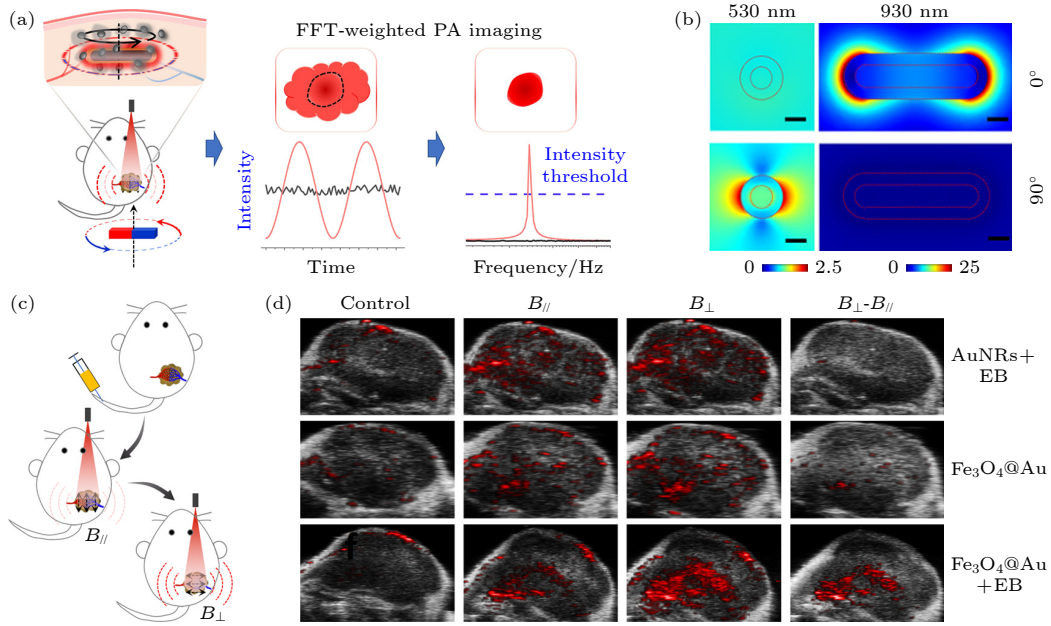 (a)
FFT-weighted PA imaging
Intensity
Time
Intensity
threshold
Frequency/Hz
(b)
530 nm
930 nm
0°
90°
0
2.5
0
25
(c)
B//
B⊥
(d)
Control
B//
B⊥
B⊥-B//
AuNRs+
EB
Fe₃O₄@Au
Fe₃O₄@Au
+EB
f